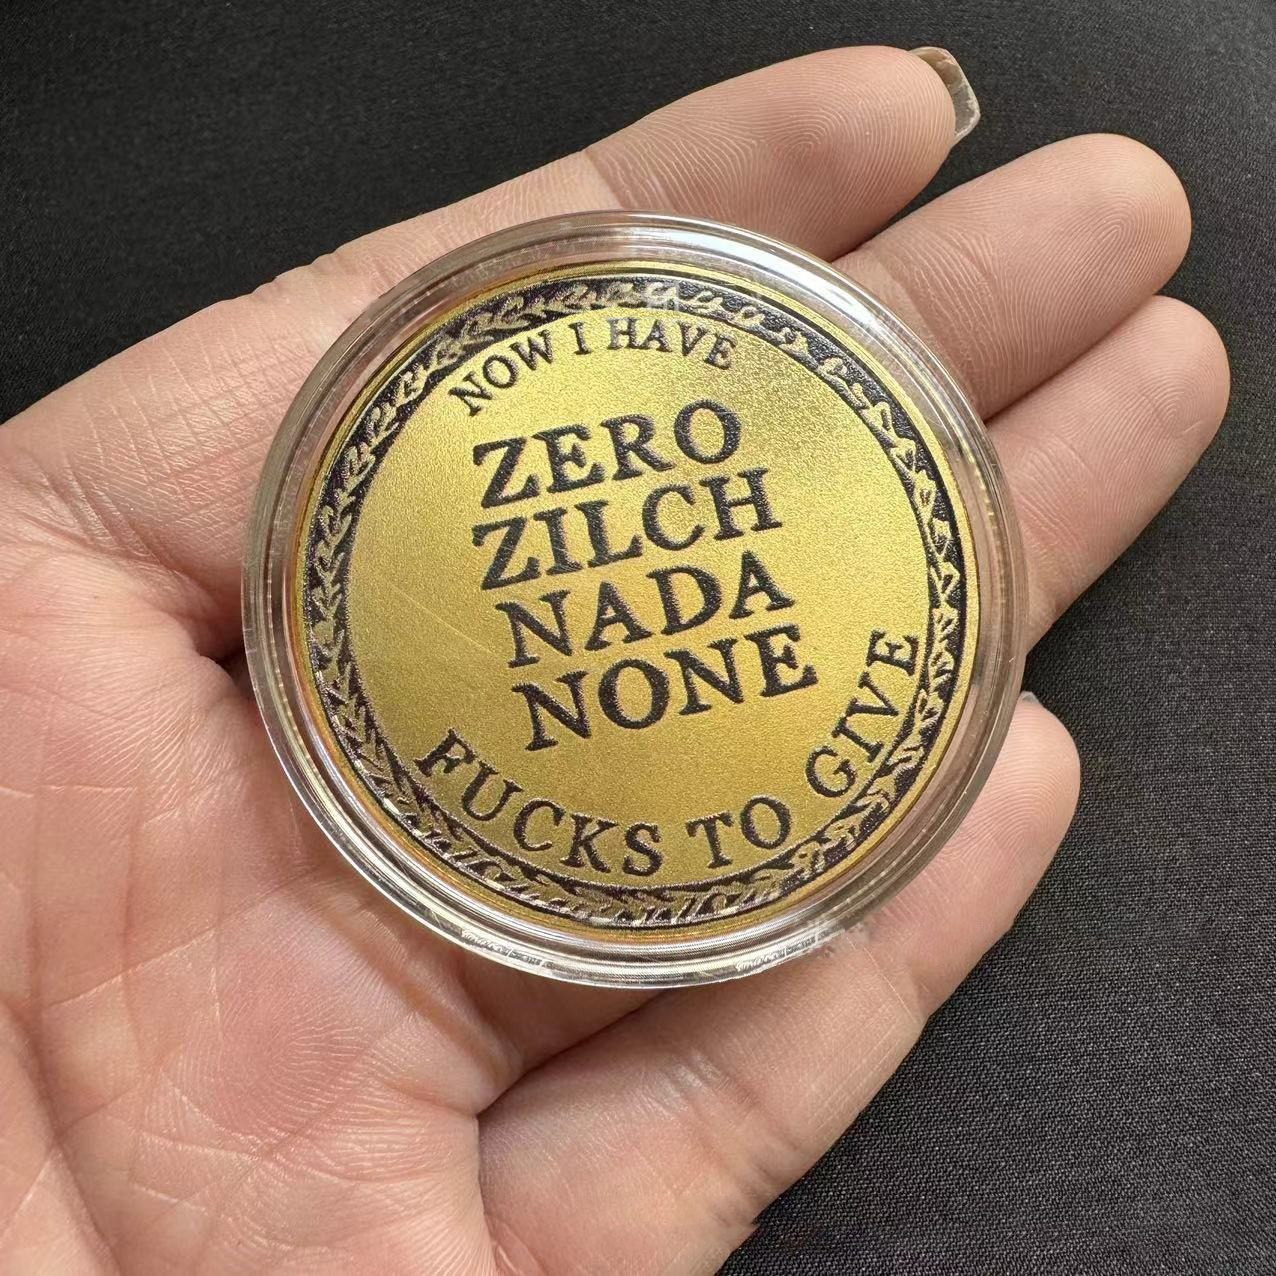 NOW I HAVE
ZERO
ZILCH
NADA
NONE
FUCKS TO GIVE